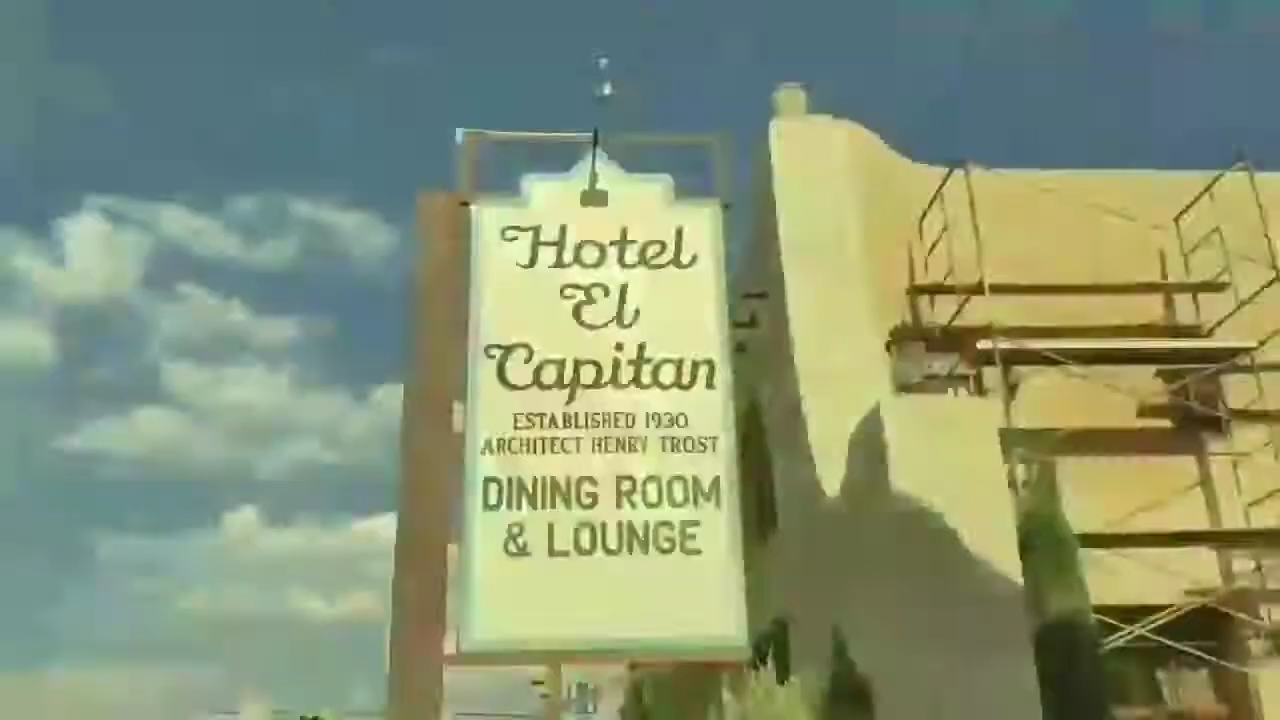 Hotel
El
Capitan
ESTABLISHED 1930
ARCHITECT HENRY TROST
DINING ROOM
& LOUNGE